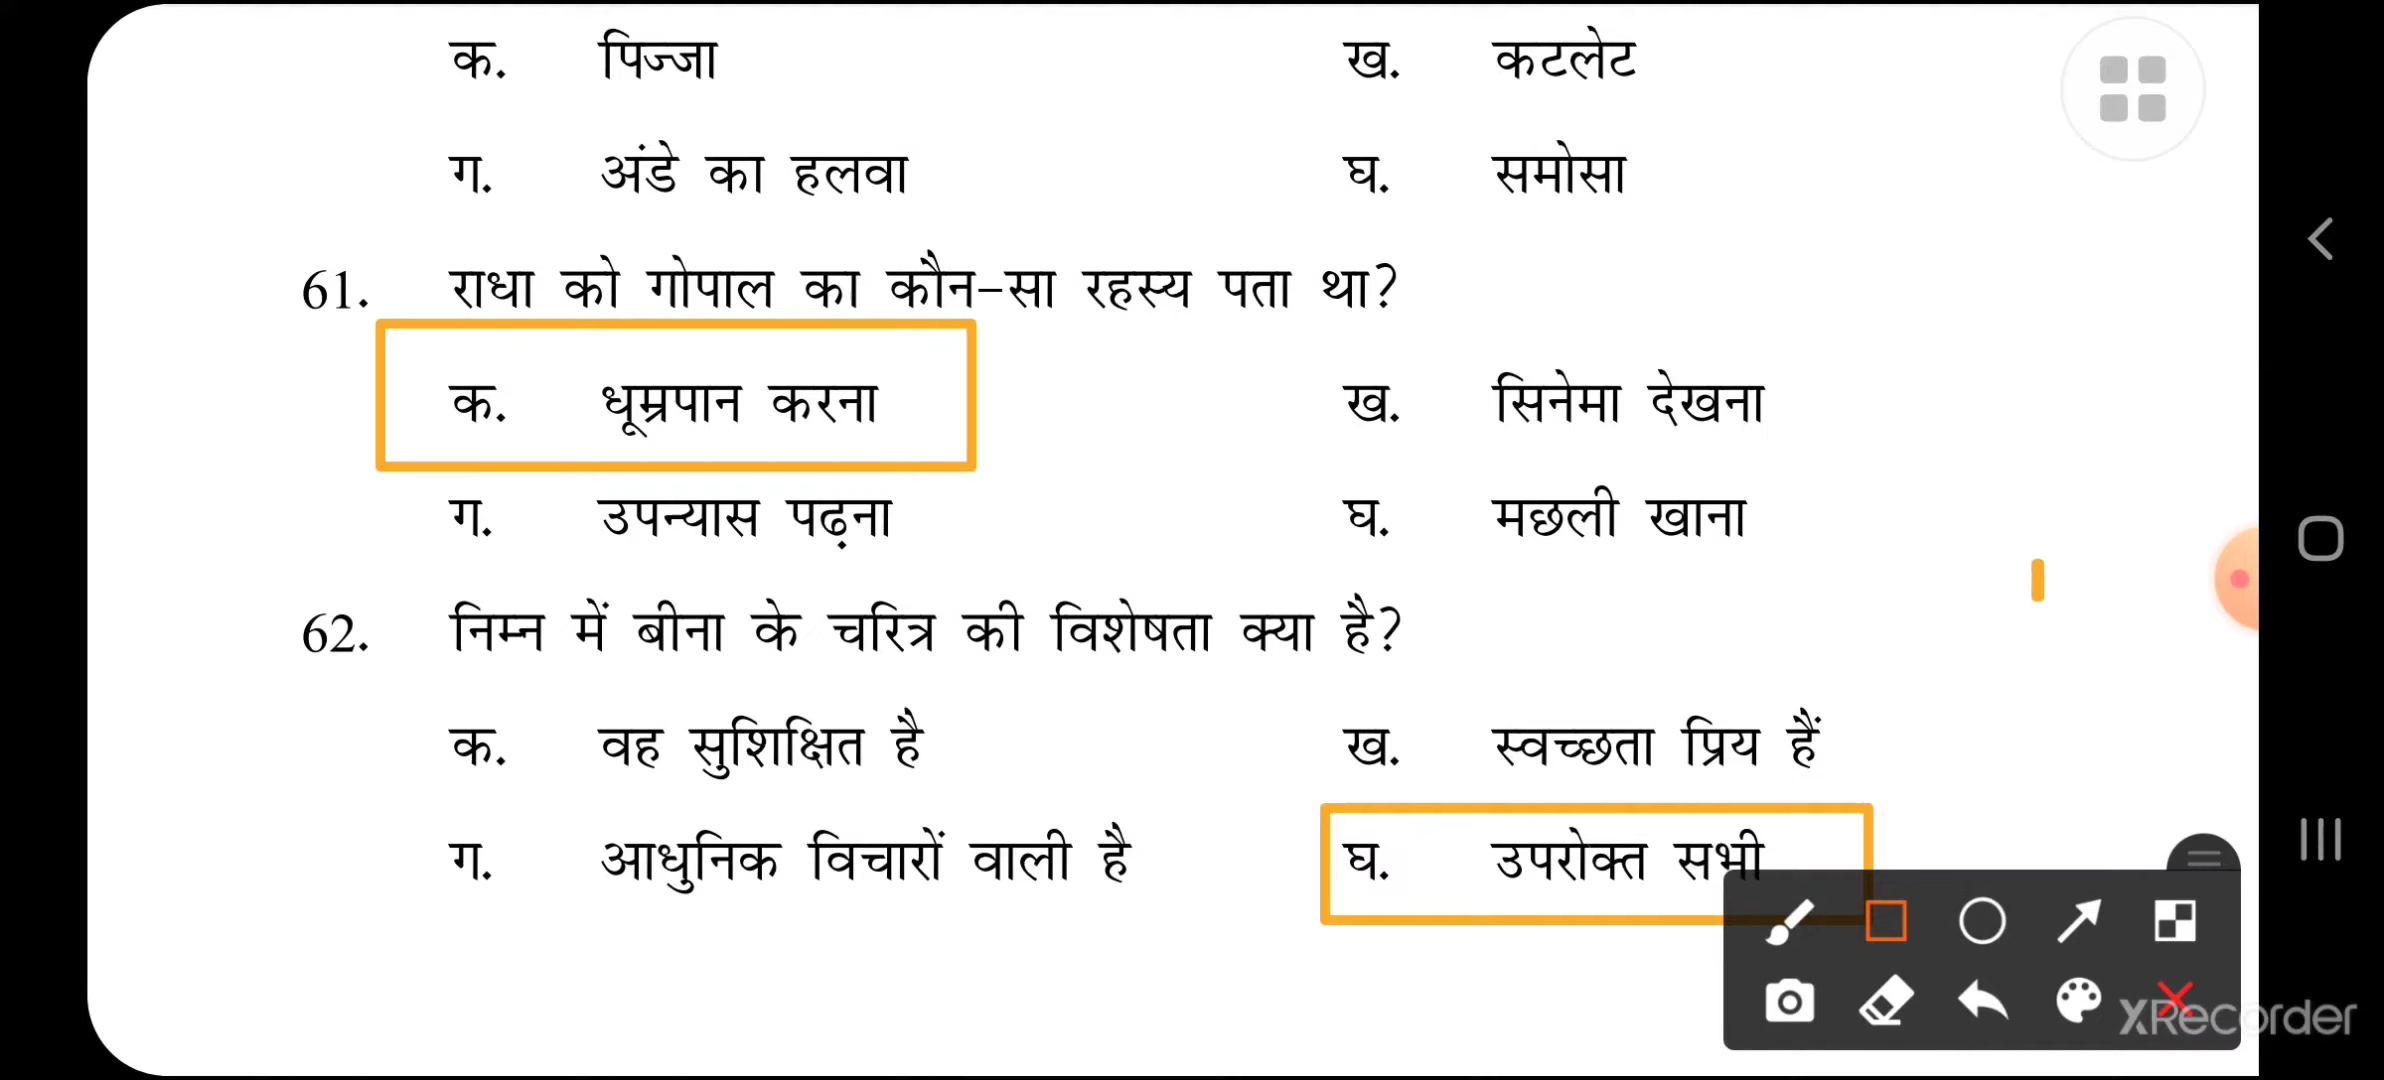 क. पिज्जा ख. कटलेट
ग. अंडे का हलवा घ. समोसा
61. राधा को गोपाल का कौन-सा रहस्य पता था?
क. धूम्रपान करना ख. सिनेमा देखना
ग. उपन्यास पढ़ना घ. मछली खाना
62. निम्न में बीना के चरित्र की विशेषता क्या है?
क. वह सुशिक्षित है ख. स्वच्छता प्रिय हैं
ग. आधुनिक विचारों वाली है घ. उपरोक्त सभी
XRecorder